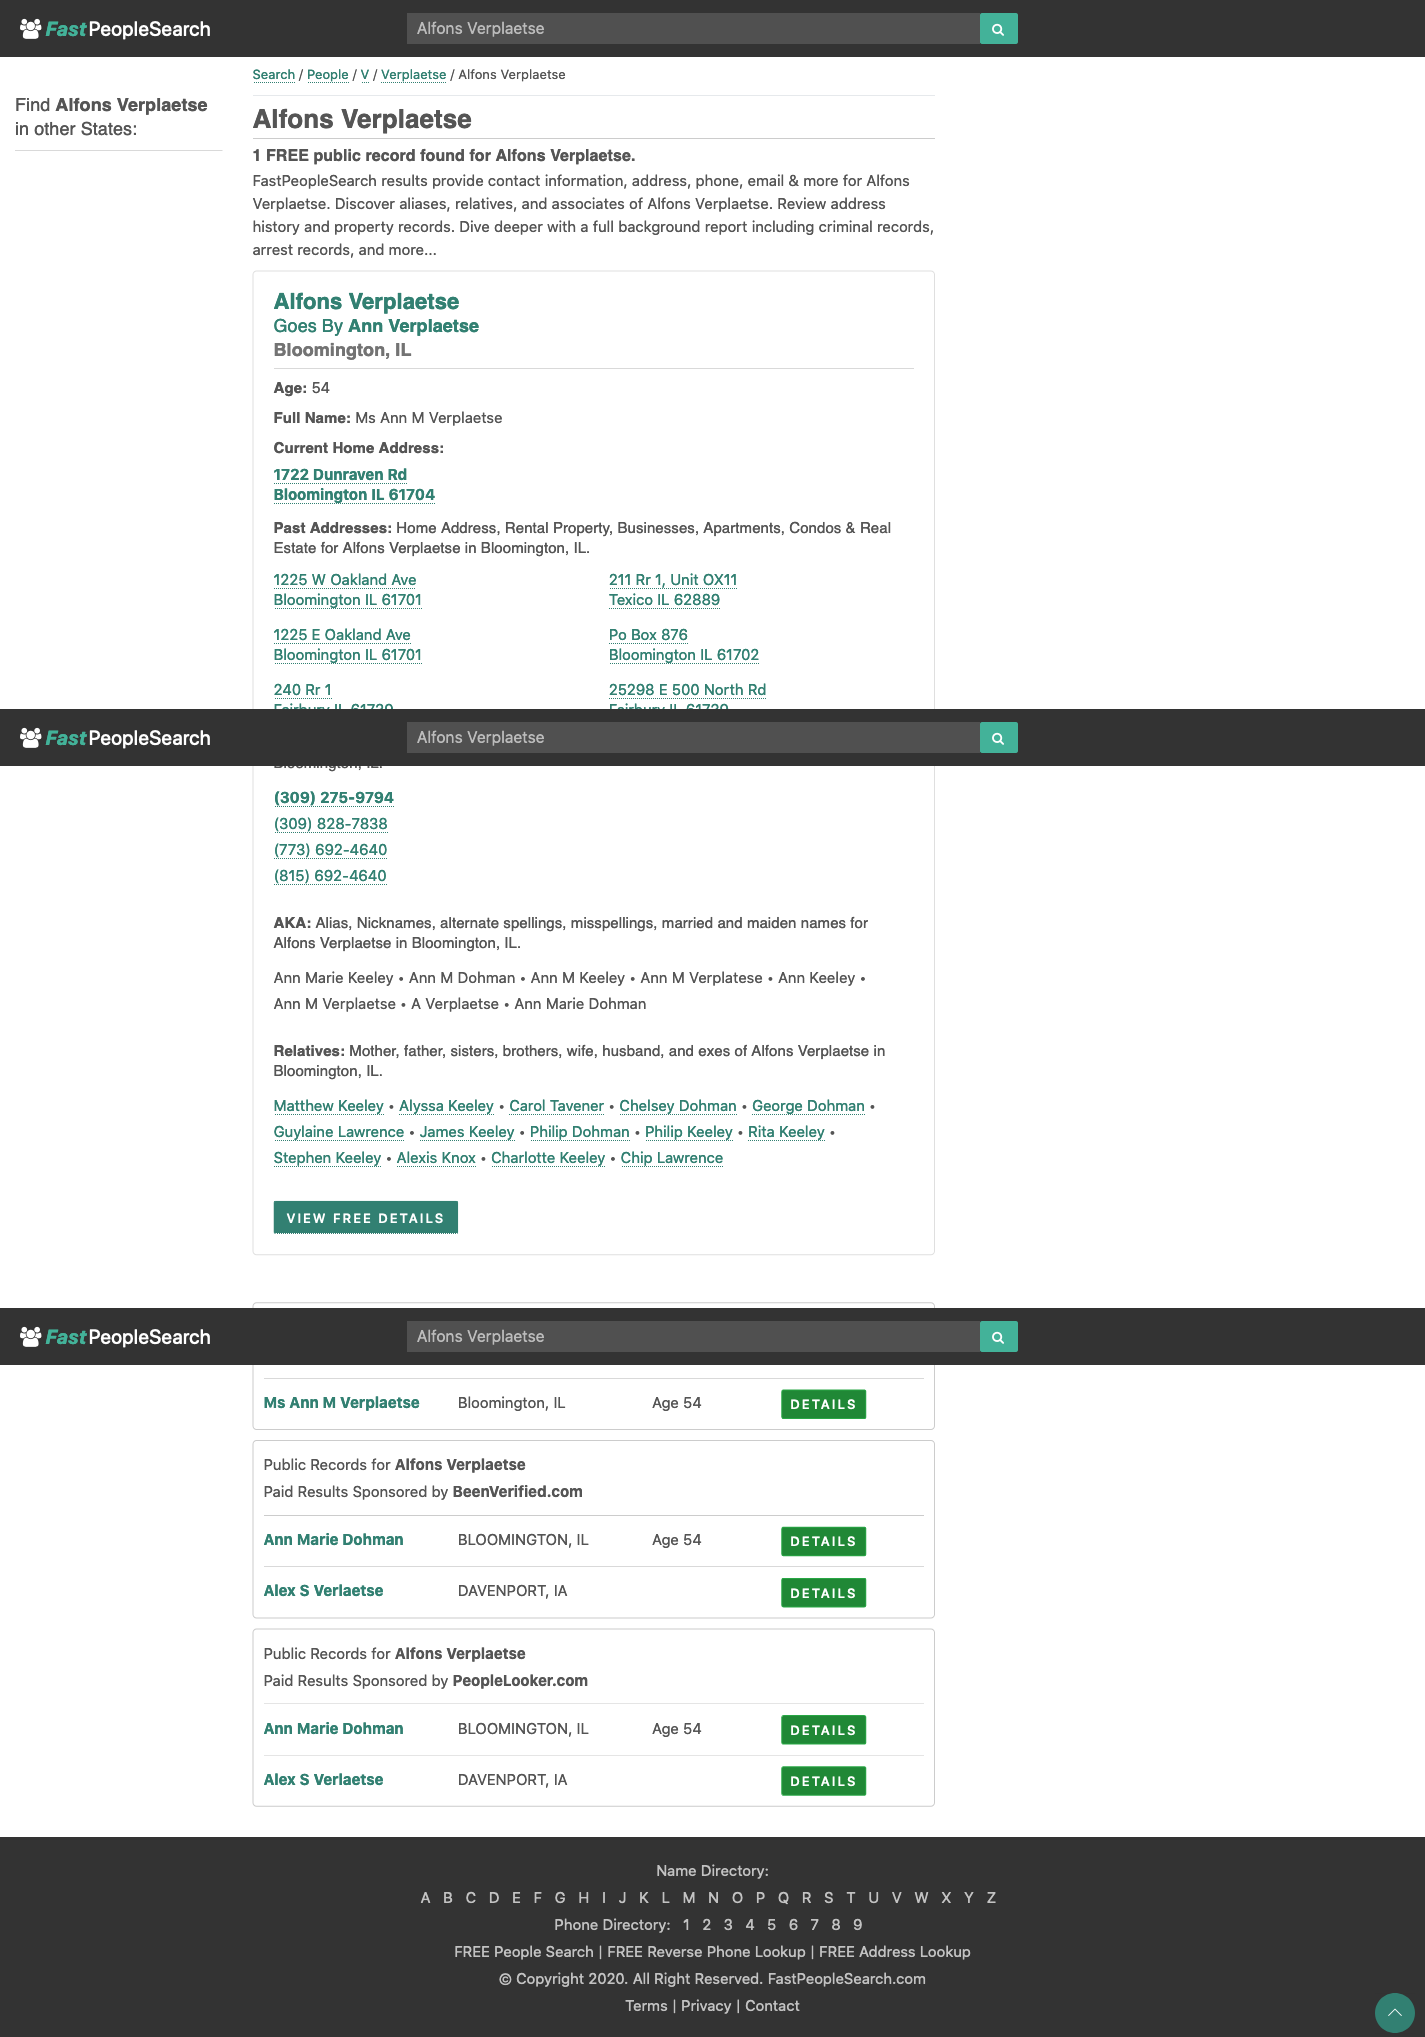 FastPeopleSearch
Alfons Verplaetse
Search / People / V / Verplaetse / Alfons Verplaetse
Find Alfons Verplaetse
in other States:
Alfons Verplaetse
1 FREE public record found for Alfons Verplaetse.
FastPeopleSearch results provide contact information, address, phone, email & more for Alfons
Verplaetse. Discover aliases, relatives, and associates of Alfons Verplaetse. Review address
history and property records. Dive deeper with a full background report including criminal records,
arrest records, and more...
Alfons Verplaetse
Goes By Ann Verplaetse
Bloomington, IL
Age: 54
Full Name: Ms Ann M Verplaetse
Current Home Address:
1722 Dunraven Rd
Bloomington IL 61704
Past Addresses: Home Address, Rental Property, Businesses, Apartments, Condos & Real
Estate for Alfons Verplaetse in Bloomington, IL.
1225 W Oakland Ave
Bloomington IL 61701
211 Rr 1, Unit OX11
Texico IL 62889
1225 E Oakland Ave
Bloomington IL 61701
Po Box 876
Bloomington IL 61702
240 Rr 1
25298 E 500 North Rd
FastPeopleSearch
Alfons Verplaetse
(309) 275-9794
(309) 828-7838
(773) 692-4640
(815) 692-4640
AKA: Alias, Nicknames, alternate spellings, misspellings, married and maiden names for
Alfons Verplaetse in Bloomington, IL.
Ann Marie Keeley • Ann M Dohman • Ann M Keeley • Ann M Verplatese • Ann Keeley •
Ann M Verplaetse • A Verplaetse • Ann Marie Dohman
Relatives: Mother, father, sisters, brothers, wife, husband, and exes of Alfons Verplaetse in
Bloomington, IL.
Matthew Keeley • Alyssa Keeley • Carol Tavener • Chelsey Dohman • George Dohman •
Guylaine Lawrence • James Keeley • Philip Dohman • Philip Keeley • Rita Keeley •
Stephen Keeley • Alexis Knox • Charlotte Keeley • Chip Lawrence
VIEW FREE DETAILS
FastPeopleSearch
Alfons Verplaetse
Ms Ann M Verplaetse Bloomington, IL Age 54 DETAILS
Public Records for Alfons Verplaetse
Paid Results Sponsored by BeenVerified.com
Ann Marie Dohman BLOOMINGTON, IL Age 54 DETAILS
Alex S Verlaetse DAVENPORT, IA DETAILS
Public Records for Alfons Verplaetse
Paid Results Sponsored by PeopleLooker.com
Ann Marie Dohman BLOOMINGTON, IL Age 54 DETAILS
Alex S Verlaetse DAVENPORT, IA DETAILS
Name Directory:
A B C D E F G H I J K L M N O P Q R S T U V W X Y Z
Phone Directory: 1 2 3 4 5 6 7 8 9
FREE People Search | FREE Reverse Phone Lookup | FREE Address Lookup
© Copyright 2020. All Right Reserved. FastPeopleSearch.com
Terms | Privacy | Contact